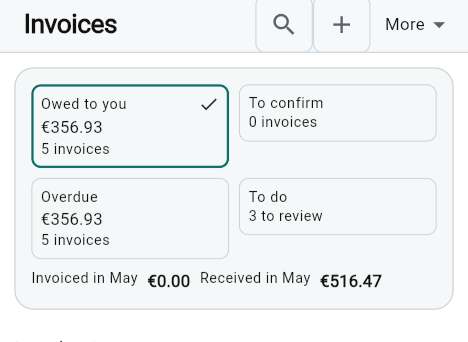 Invoices
More
Owed to you
€356.93
5 invoices
To confirm
0 invoices
Overdue
€356.93
5 invoices
To do
3 to review
Invoiced in May €0.00 Received in May €516.47